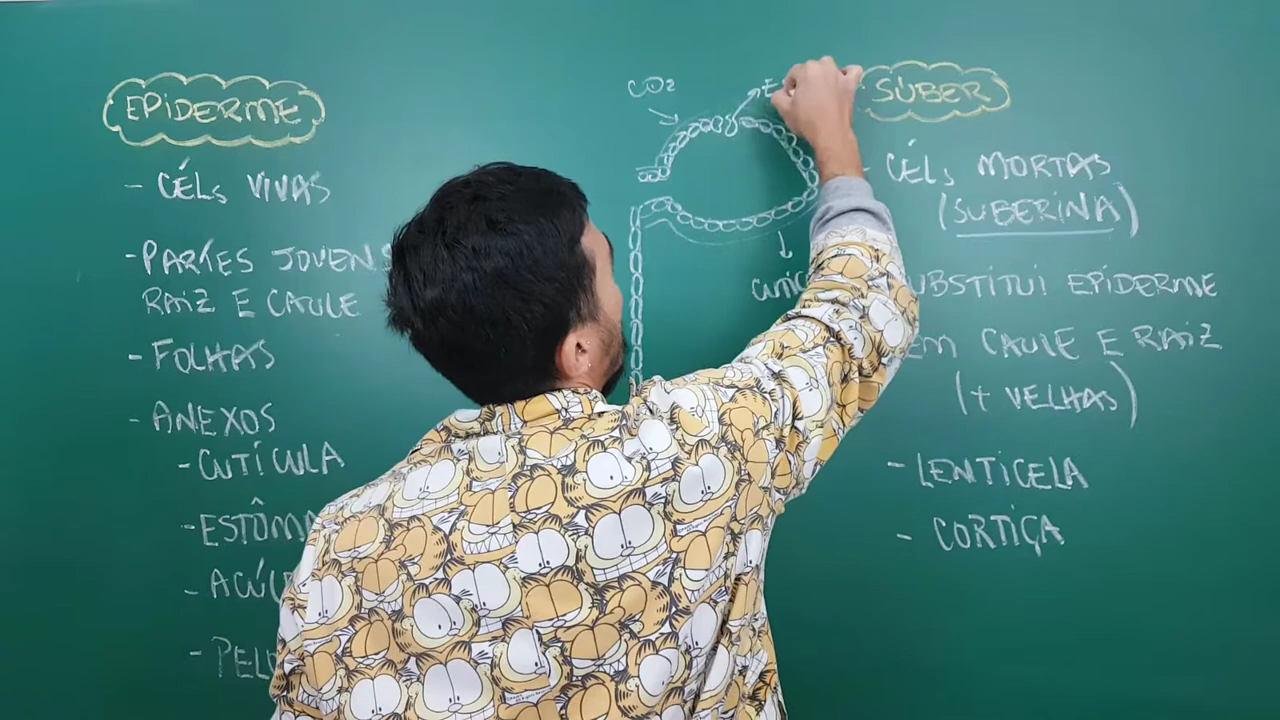 EPIDERME
- CÉLs VIVAS
- PARTES JOVENS
RAIZ E CAULE
- FOLHAS
- ANEXOS
- CUTÍCULA
CO2
SÚBER
- CÉLs MORTAS
(SUBERINA)
EPIDERME
CAULE E RAIZ
(+ VELHAS)
- LENTICELA
- CORTIÇA